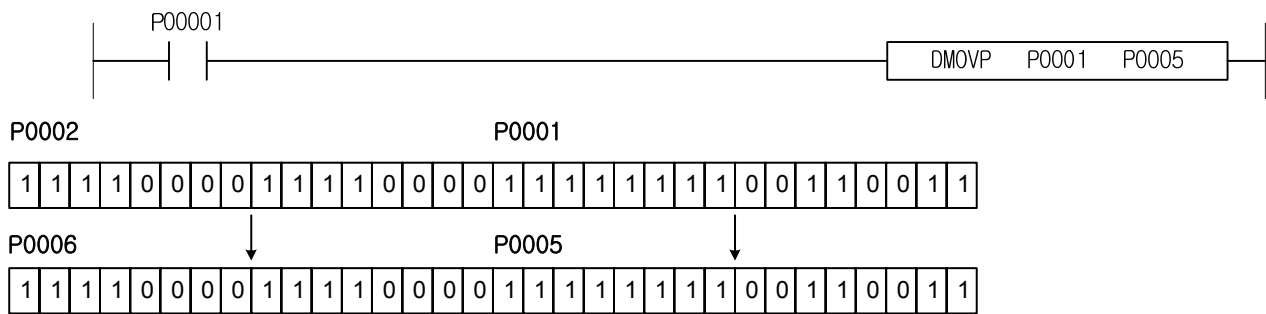 P00001
DMOVP P0001 P0005
P0002 P0001
1 1 1 1 0 0 0 0 1 1 1 1 0 0 0 0 1 1 1 1 1 1 1 1 0 0 1 1 0 0 1 1
P0006 P0005
1 1 1 1 0 0 0 0 1 1 1 1 0 0 0 0 1 1 1 1 1 1 1 1 0 0 1 1 0 0 1 1